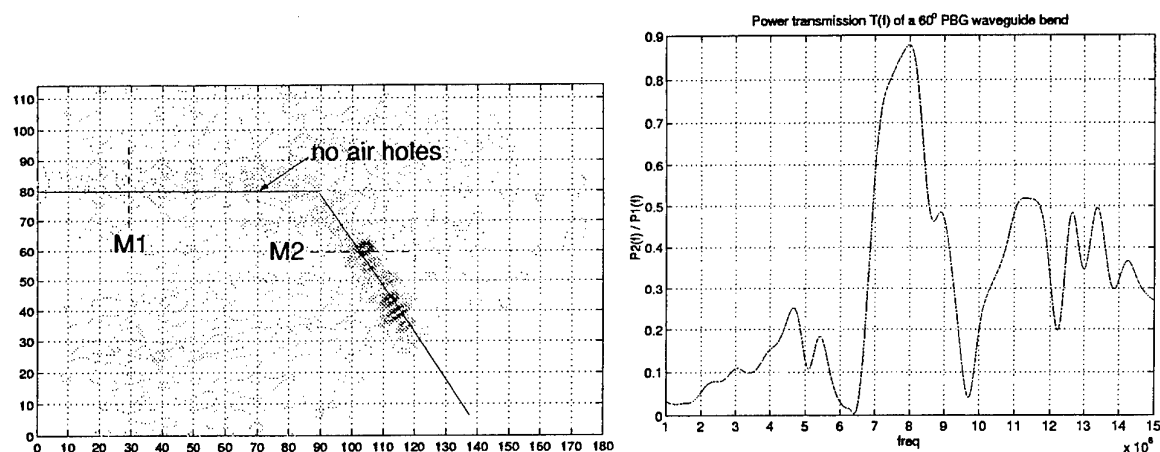 110
100
90
80
70
60
50
40
30
20
10
0
0 10 20 30 40 50 60 70 80 90 100 110 120 130 140 150 160 170 180
no air holes
M1
M2
Power transmission T(f) of a 60⁰ PBG waveguide bend
0.9
0.8
0.7
0.6
0.5
0.4
0.3
0.2
0.1
0
P2(f) / P1(f)
1 2 3 4 5 6 7 8 9 10 11 12 13 14 15
freq
x 10⁶